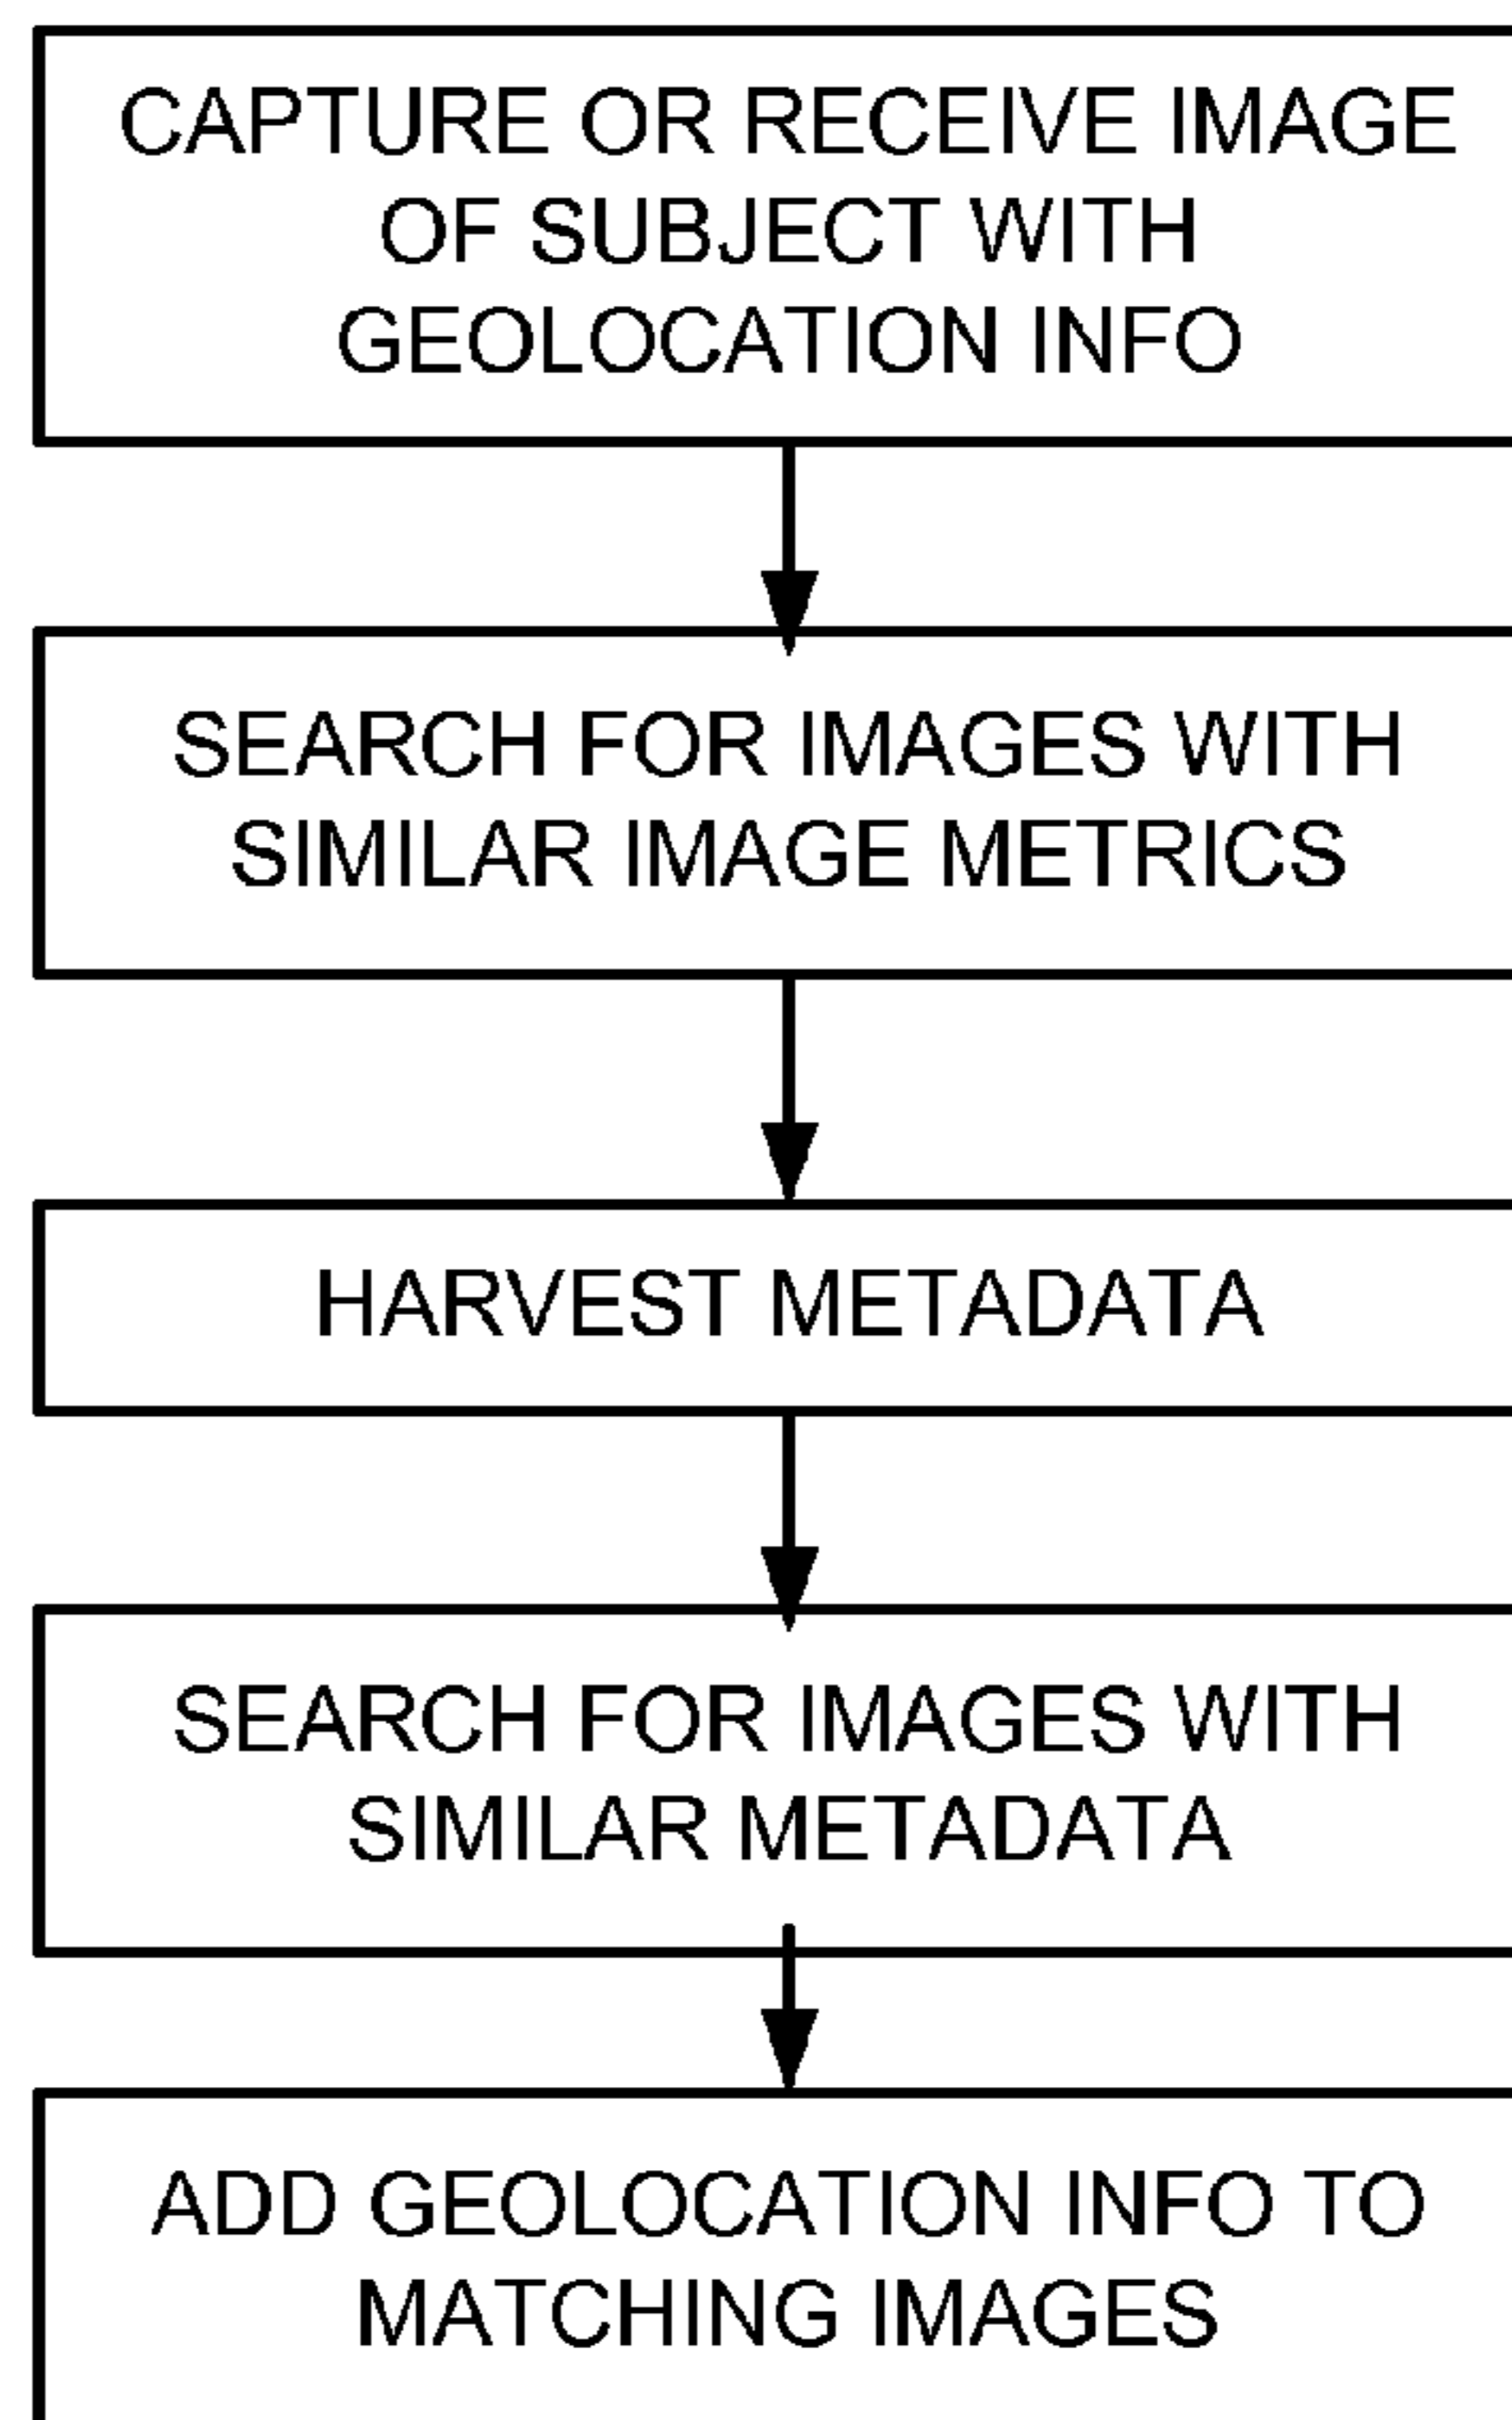 CAPTURE OR RECEIVE IMAGE
OF SUBJECT WITH
GEOLOCATION INFO
SEARCH FOR IMAGES WITH
SIMILAR IMAGE METRICS
HARVEST METADATA
SEARCH FOR IMAGES WITH
SIMILAR METADATA
ADD GEOLOCATION INFO TO
MATCHING IMAGES